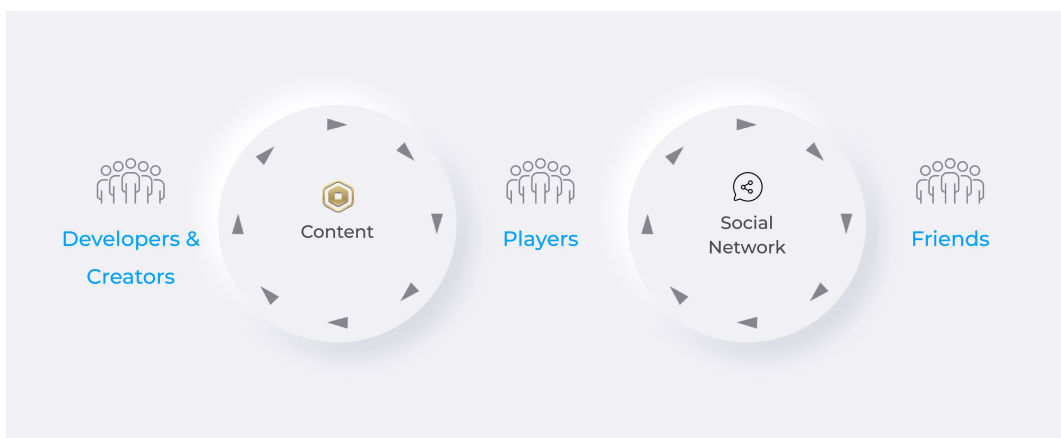 Developers &
Creators
Content
Players
Social
Network
Friends